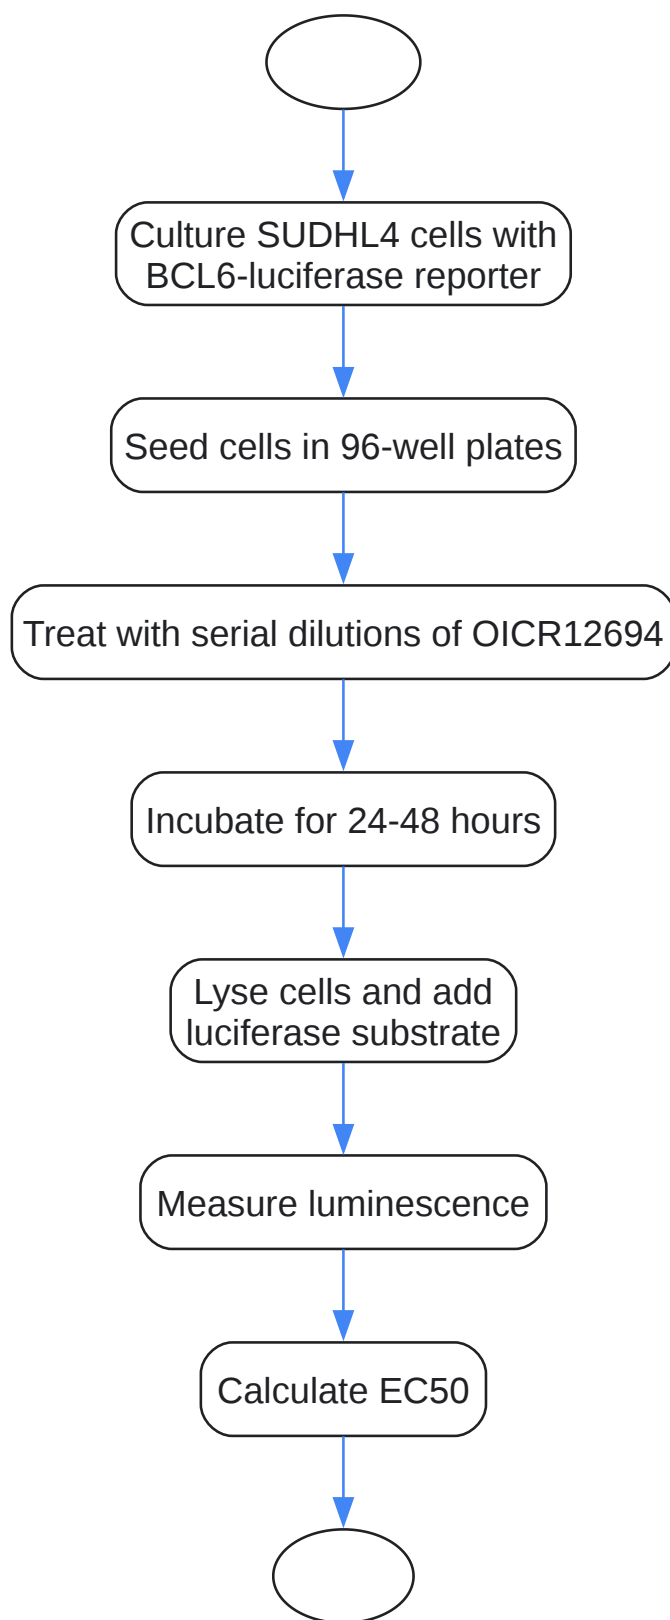 Culture SUDHL4 cells with
BCL6-luciferase reporter
Seed cells in 96-well plates
Treat with serial dilutions of OICR12694
Incubate for 24-48 hours
Lyse cells and add
luciferase substrate
Measure luminescence
Calculate EC50